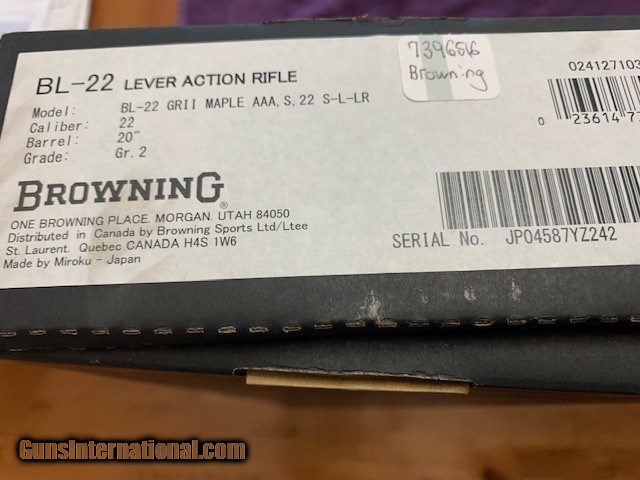 BL-22 LEVER ACTION RIFLE
Model: BL-22 GRII MAPLE AAA,S,22 S-L-LR
Caliber: 22
Barrel: 20"
Grade: Gr.2
BROWNING®
ONE BROWNING PLACE. MORGAN. UTAH 84050
Distributed in Canada by Browning Sports Ltd/Ltee
St. Laurent. Quebec CANADA H4S 1W6
Made by Miroku - Japan
Browning
024127103
0 23614 7
SERIAL No. JP04587YZ242
GunsInternational.com